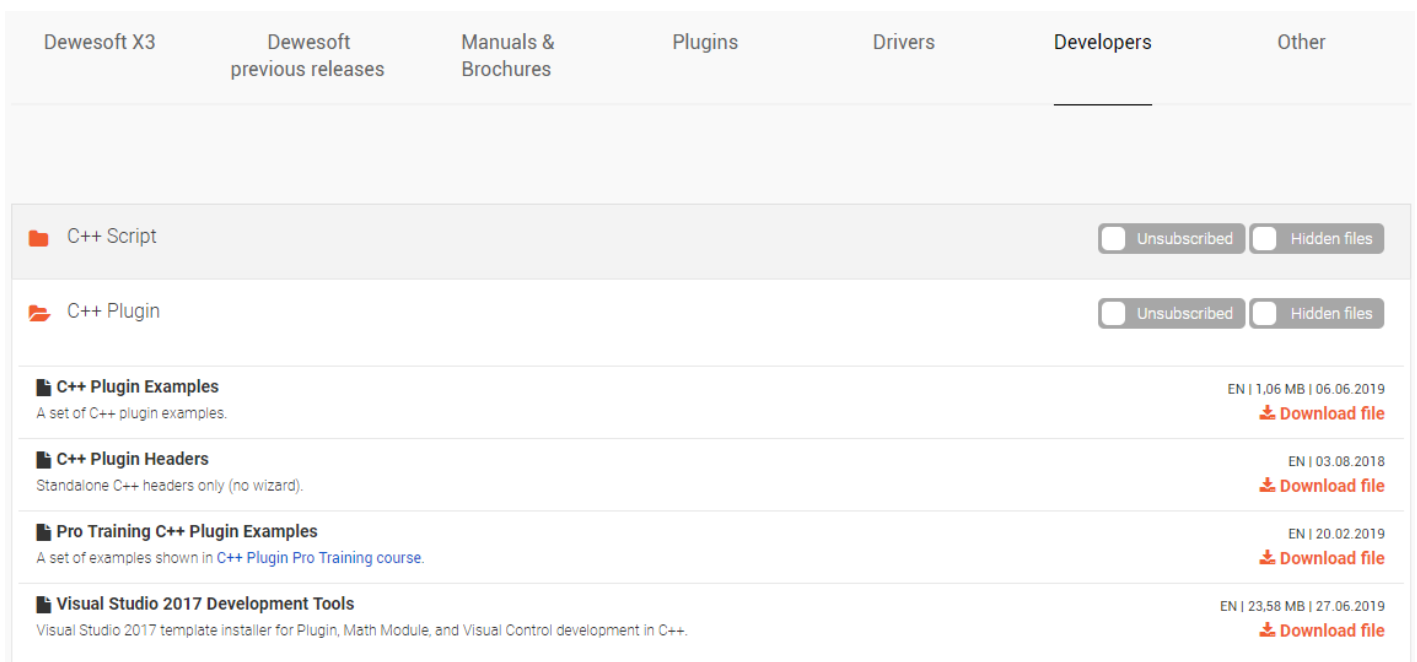 Dewesoft X3
Dewesoft
previous releases
Manuals &
Brochures
Plugins
Drivers
Developers
Other
C++ Script
Unsubscribed
Hidden files
C++ Plugin
Unsubscribed
Hidden files
C++ Plugin Examples
EN | 1,06 MB | 06.06.2019
A set of C++ plugin examples.
Download file
C++ Plugin Headers
EN | 03.08.2018
Standalone C++ headers only (no wizard).
Download file
Pro Training C++ Plugin Examples
EN | 20.02.2019
A set of examples shown in C++ Plugin Pro Training course.
Download file
Visual Studio 2017 Development Tools
EN | 23,58 MB | 27.06.2019
Visual Studio 2017 template installer for Plugin, Math Module, and Visual Control development in C++.
Download file